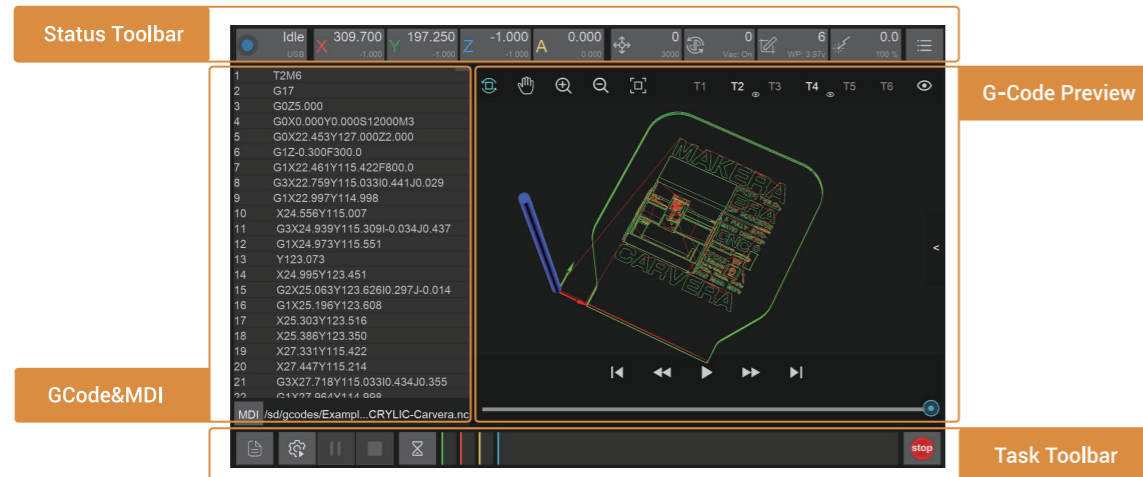 Status Toolbar
Idle
USB
X 309.700
-1.000
Y 197.250
-1.000
Z -1.000
-1.000
A 0.000
0.000
0
3000
0
Vac: On
6
WP: 3.97v
0.0
100 %
G-Code Preview
T1 T2 T3 T4 T5 T6
1 T2M6
2 G17
3 G0Z5.000
4 G0X0.000Y0.000S12000M3
5 G0X22.453Y127.000Z2.000
6 G1Z-0.300F300.0
7 G1X22.461Y115.422F800.0
8 G3X22.759Y115.033I0.441J0.029
9 G1X22.997Y114.998
10 X24.556Y115.007
11 G3X24.939Y115.309I-0.034J0.437
12 G1X24.973Y115.551
13 Y123.073
14 X24.995Y123.451
15 G2X25.063Y123.626I0.297J-0.014
16 G1X25.196Y123.608
17 X25.303Y123.516
18 X25.386Y123.350
19 X27.331Y115.422
20 X27.447Y115.214
21 G3X27.718Y115.033I0.434J0.355
22 G1X27.964Y114.998
MAKERA
CNC
CARVERA
<
GCode&MDI
MDI /sd/gcodes/Exampl...CRYLIC-Carvera.nc
stop
Task Toolbar